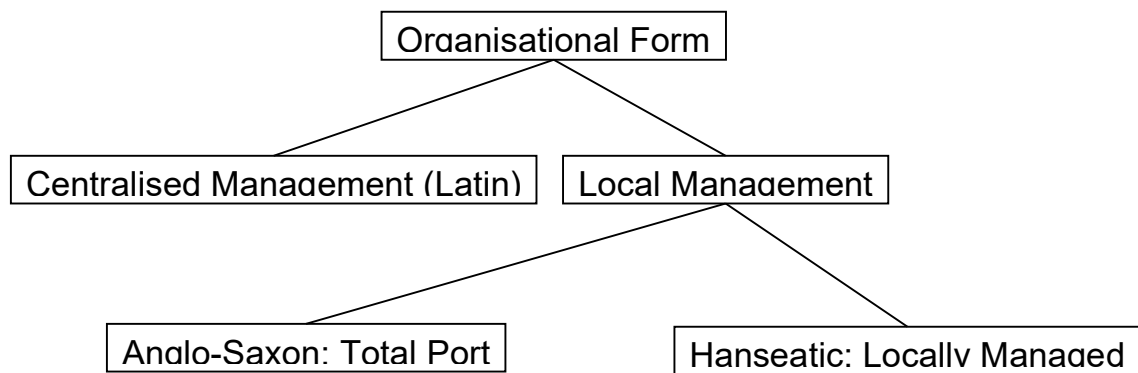 Organisational Form
Centralised Management (Latin)
Local Management
Anglo-Saxon: Total Port
Hanseatic: Locally Managed